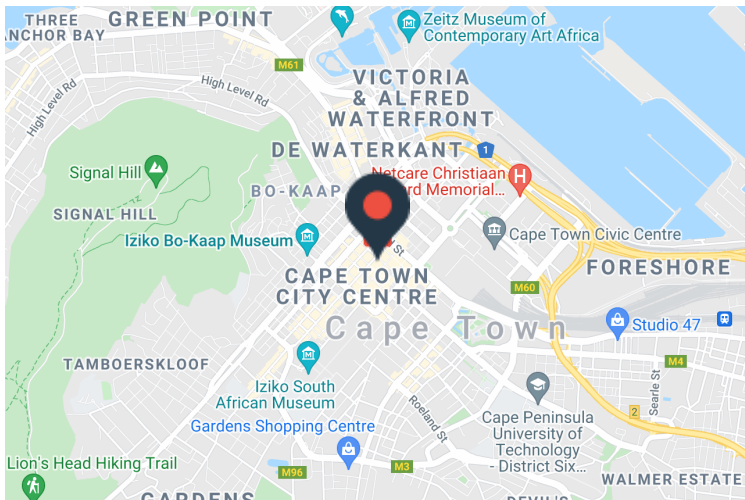 THREE
ANCHOR BAY
GREEN POINT
Zeitz Museum of
Contemporary Art Africa
M61
High Level Rd
High Level Rd
VICTORIA
& ALFRED
WATERFRONT
DE WATERKANT
1
Signal Hill
Netcare Christiaan
ard Memorial...
H
BO-KAAP
SIGNAL HILL
Iziko Bo-Kaap Museum
St
Cape Town Civic Centre
CAPE TOWN
CITY CENTRE
FORESHORE
M60
Cape Town
Studio 47
TAMBOERSKLOOF
M4
Iziko South
African Museum
Searle St
Roeland St
2
Gardens Shopping Centre
Cape Peninsula
University of
Technology
- District Six...
Lion's Head Hiking Trail
M96
M3
WALMER ESTATE
GARDENS
DEVIL'S